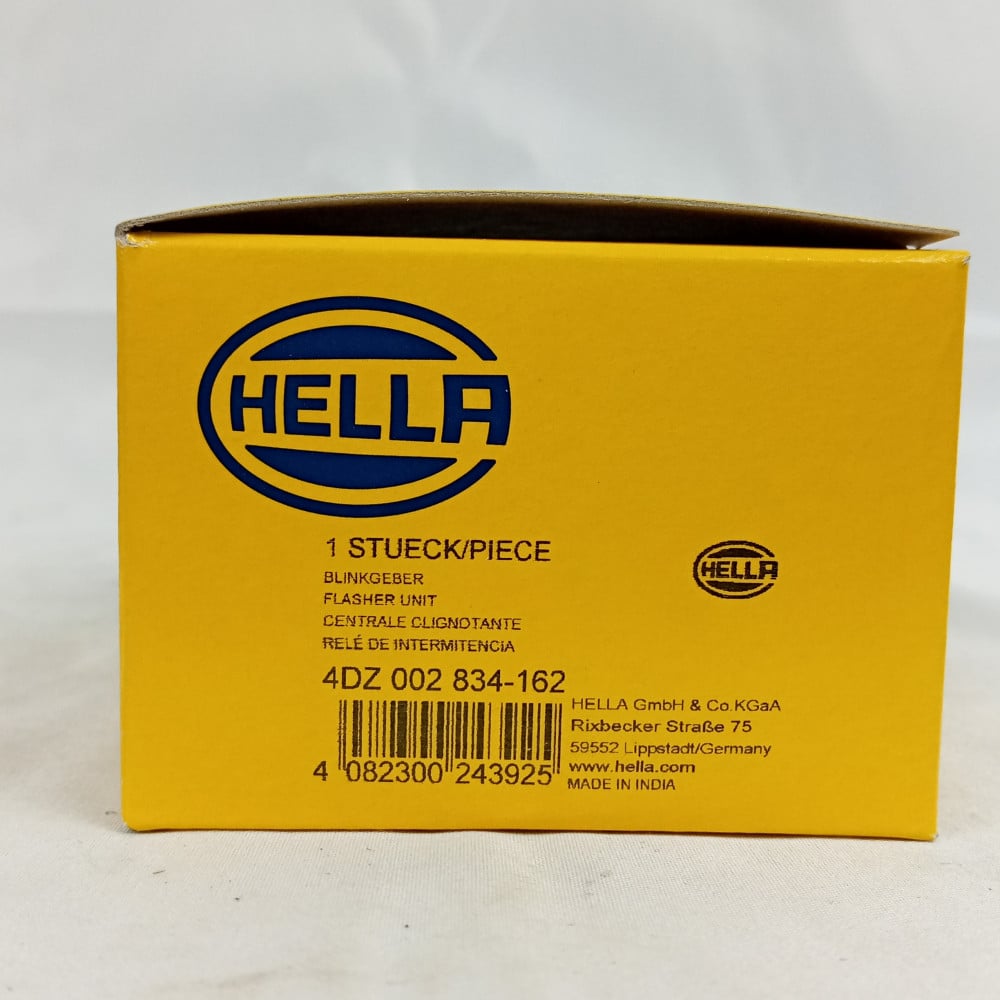 HELLA
1 STUECK/PIECE
BLINKGEBER
FLASHER UNIT
CENTRALE CLIGNOTANTE
RELÉ DE INTERMITENCIA
HELLA
4DZ 002 834-162
4 082300 243925
HELLA GmbH & Co.KGaA
Rixbecker Straße 75
59552 Lippstadt/Germany
www.hella.com
MADE IN INDIA